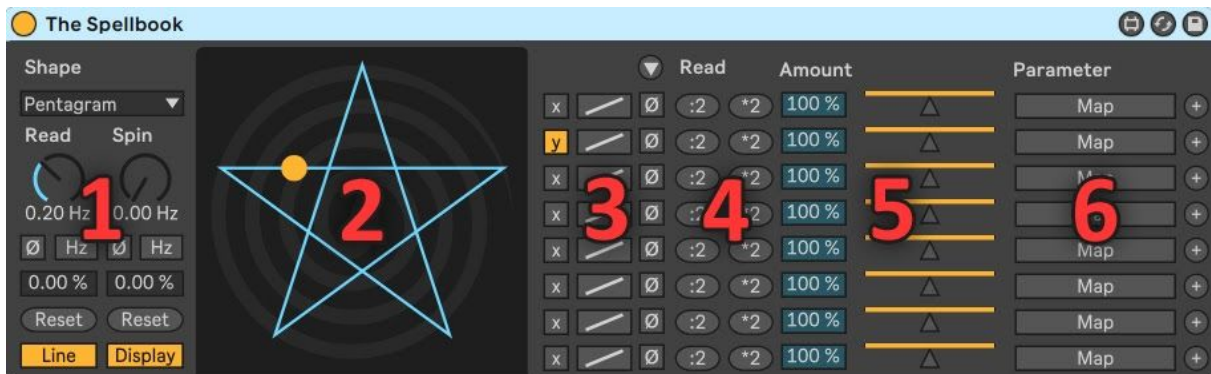 The Spellbook
Shape
Read
Amount
Parameter
Pentagram
Read Spin
0.20 Hz 0.00 Hz
Ø Hz Ø Hz
0.00 % 0.00 %
Reset Reset
Line Display
1 2 3 4 5 6
x Ø :2 *2 100 % Map +
y Ø :2 *2 100 % Map +
x Ø :2 *2 100 % Map +
x Ø :2 *2 100 % +
x Ø :2 *2 100 % Map +
x Ø :2 *2 100 % Map +
x Ø :2 *2 100 % Map +
x Ø :2 *2 100 % Map +